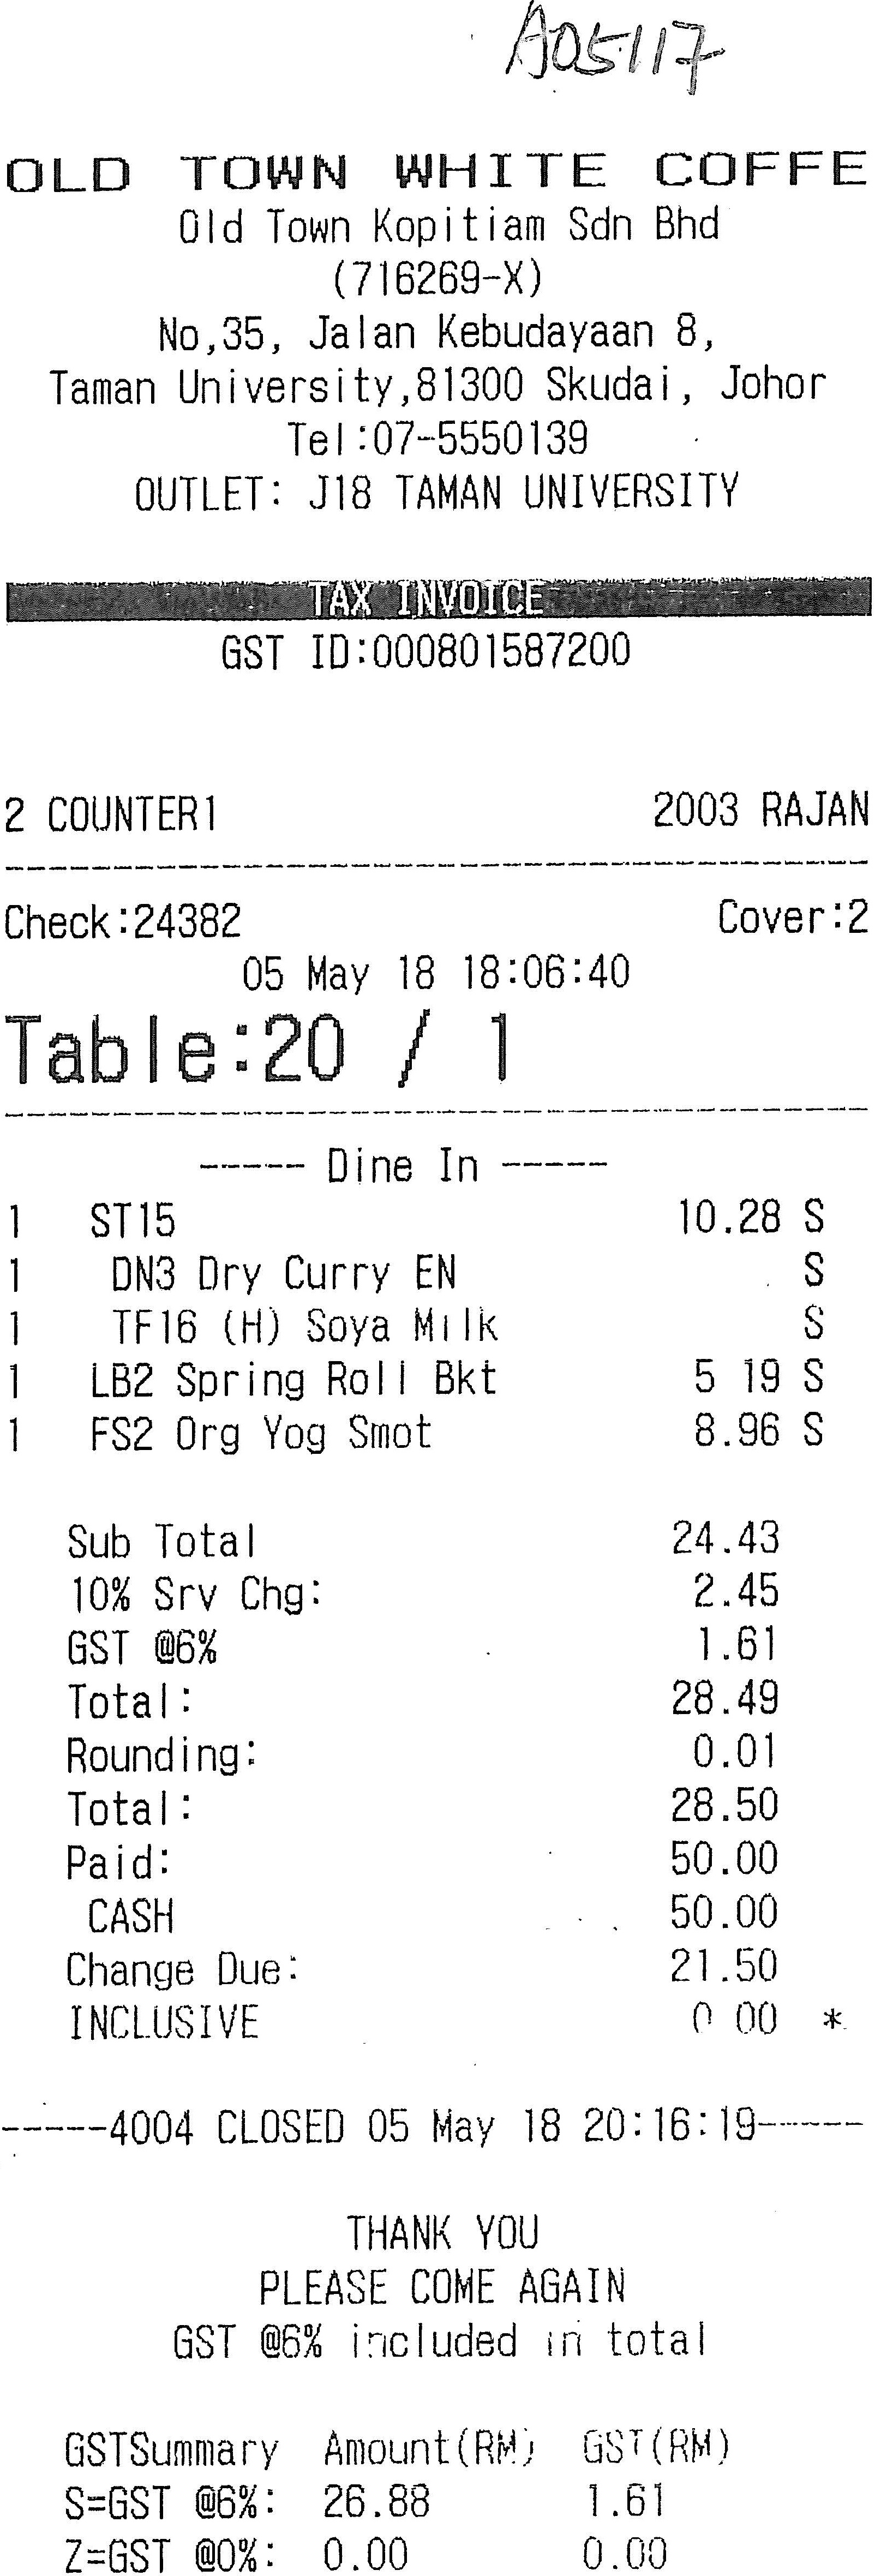 A05117
OLD TOWN WHITE COFFE
Old Town Kopitiam Sdn Bhd
(716269-X)
No,35, Jalan Kebudayaan 8,
Taman University,81300 Skudai, Johor
Tel:07-5550139
OUTLET: J18 TAMAN UNIVERSITY
TAX INVOICE
GST ID:000801587200
2 COUNTER1 2003 RAJAN
Check:24382 Cover:2
05 May 18 18:06:40
Table:20 / 1
----- Dine In -----
1 ST15 10.28 S
1 DN3 Dry Curry EN S
1 TF16 (H) Soya Milk S
1 LB2 Spring Roll Bkt 5 19 S
1 FS2 Org Yog Smot 8.96 S
Sub Total 24.43
10% Srv Chg: 2.45
GST @6% 1.61
Total: 28.49
Rounding: 0.01
Total: 28.50
Paid: 50.00
CASH 50.00
Change Due: 21.50
INCLUSIVE 0 00 *
-----4004 CLOSED 05 May 18 20:16:19-----
THANK YOU
PLEASE COME AGAIN
GST @6% included in total
GSTSummary Amount(RM) GST(RM)
S=GST @6%: 26.88 1.61
Z=GST @0%: 0.00 0.00